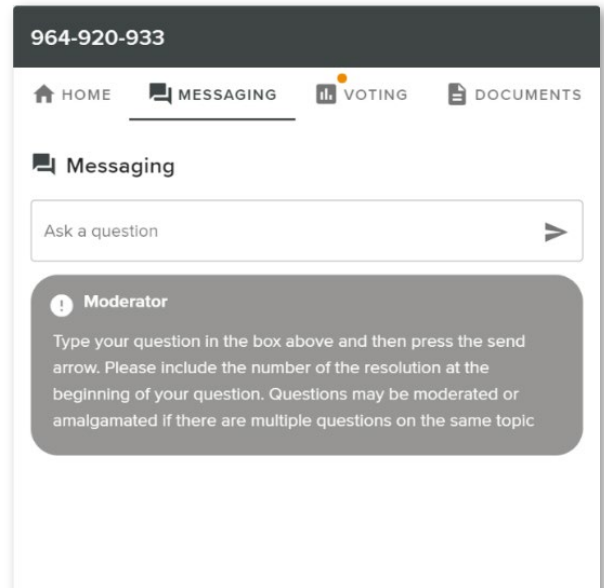 964-920-933
HOME MESSAGING VOTING DOCUMENTS
Messaging
Ask a question
Moderator
Type your question in the box above and then press the send
arrow. Please include the number of the resolution at the
beginning of your question. Questions may be moderated or
amalgamated if there are multiple questions on the same topic